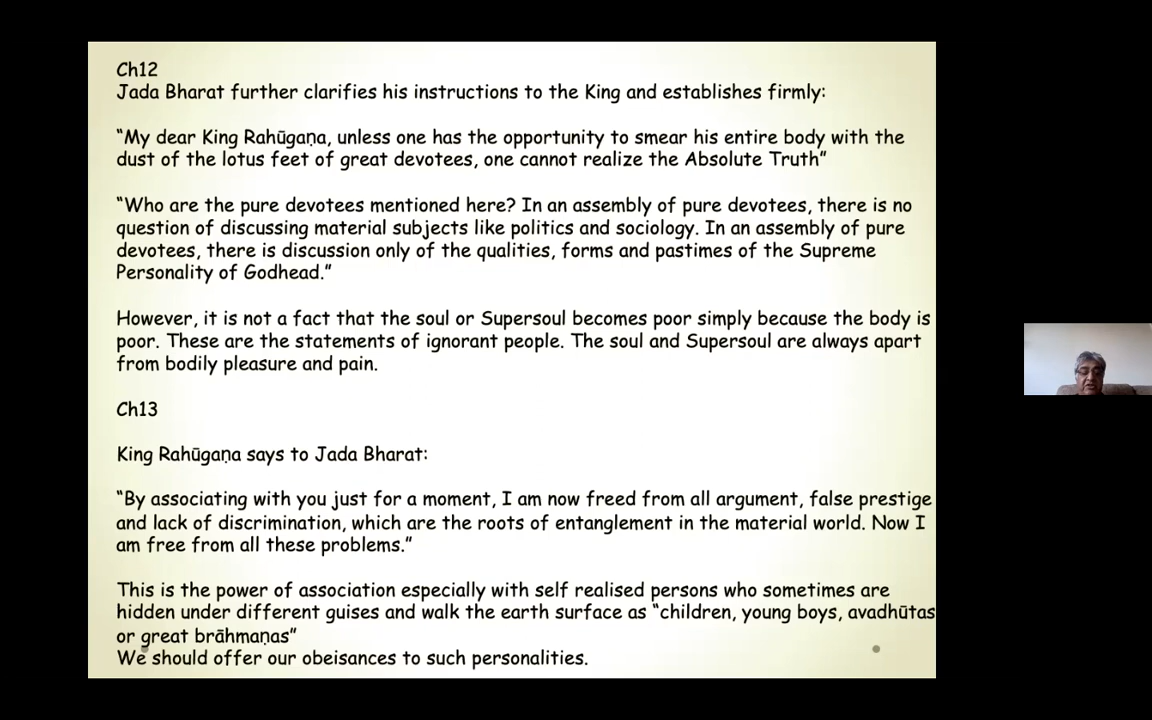 Ch12
Jada Bharat further clarifies his instructions to the King and establishes firmly:
“My dear King Rahūgaṇa, unless one has the opportunity to smear his entire body with the
dust of the lotus feet of great devotees, one cannot realize the Absolute Truth”
“Who are the pure devotees mentioned here? In an assembly of pure devotees, there is no
question of discussing material subjects like politics and sociology. In an assembly of pure
devotees, there is discussion only of the qualities, forms and pastimes of the Supreme
Personality of Godhead.”
However, it is not a fact that the soul or Supersoul becomes poor simply because the body is
poor. These are the statements of ignorant people. The soul and Supersoul are always apart
from bodily pleasure and pain.
Ch13
King Rahūgaṇa says to Jada Bharat:
“By associating with you just for a moment, I am now freed from all argument, false prestige
and lack of discrimination, which are the roots of entanglement in the material world. Now I
am free from all these problems.”
This is the power of association especially with self realised persons who sometimes are
hidden under different guises and walk the earth surface as “children, young boys, avadhūtas
or great brāhmaṇas”
We should offer our obeisances to such personalities.